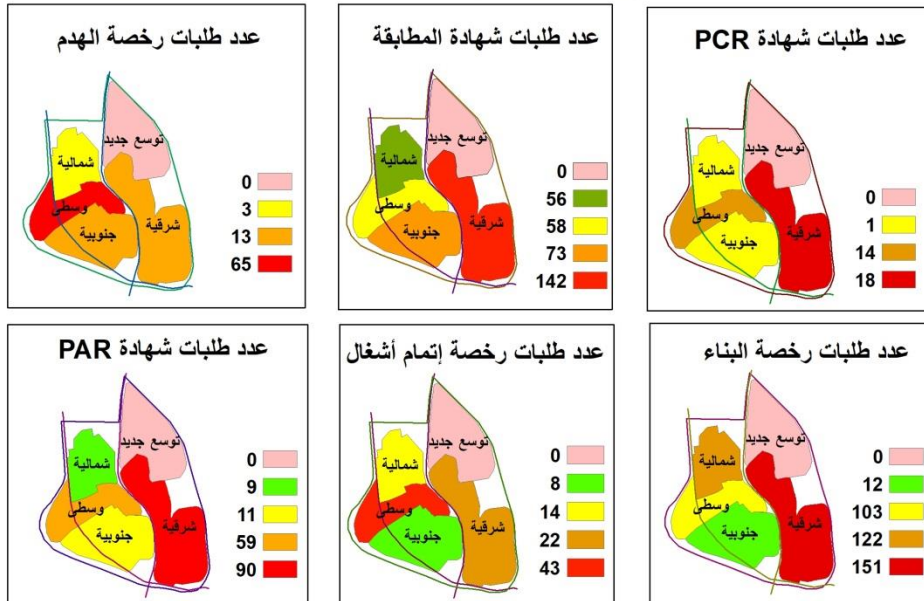 عدد طلبات شهادة PCR
توسع جديد
شمالية
وسطى
شرقية
جنوبية
0
1
14
18
عدد طلبات شهادة المطابقة
توسع جديد
شمالية
وسطى
شرقية
جنوبية
0
56
58
73
142
عدد طلبات رخصة الهدم
توسع جديد
شمالية
وسطى
شرقية
جنوبية
0
3
13
65
عدد طلبات رخصة البناء
توسع جديد
شمالية
وسطى
شرقية
جنوبية
0
12
103
122
151
عدد طلبات رخصة إتمام أشغال
توسع جديد
شمالية
وسطى
شرقية
جنوبية
0
8
14
22
43
عدد طلبات شهادة PAR
توسع جديد
شمالية
وسطى
شرقية
جنوبية
0
9
11
59
90